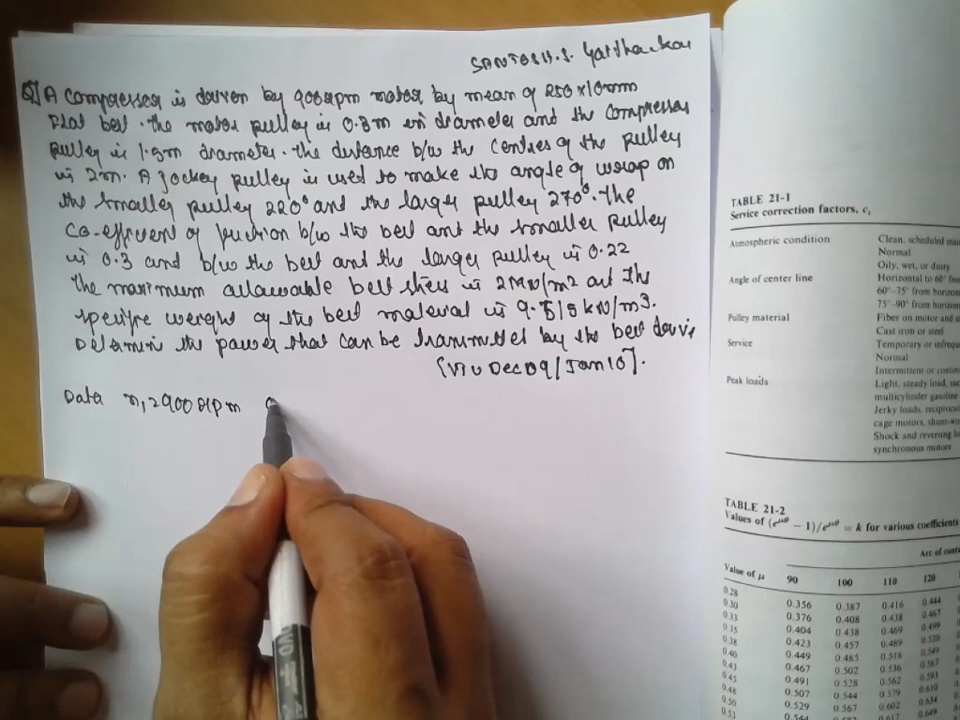 SANTOSH.S. Yatthakar
Q] A Compressor is driven by 900 rpm motor by mean of 250 x 10mm
Flat belt. The motor pulley is 0.3m in diameter and the compressor
pulley is 1.5m diameter. the distance b/w the centres of the pulley
is 2m. A Jockey pulley is used to make the angle of wrap on
the smaller pulley 220° and the larger pulley 270°. The
Co-efficient of friction b/w the belt and the smaller pulley
is 0.3 and b/w the belt and the larger pulley is 0.22
The maximum allowable belt stress is 2 MN/m2 and the
specific weight of the belt material is kN/m3.
Determine the power that can be transmitted by the belt drive
[VTU Dec09/Jan10].
Data n, 2900 rpm
TABLE 21-1
Service correction factors,
Atmospheric condition Clean, scheduled
Normal
Oily, wet, or dusty
Angle of center line Horizontal to 60° from
60°-75° from
75°-90° from
Pulley material Fiber on motor and
Cast iron or steel
Service Temporary or
Normal
Peak loads Intermittent or
Light, steady load,
multicylinder gasoline
Jerky loads,
cage motors,
Shock and reversing
synchronous motors
TABLE 21-2
Values of (e^μθ − 1)/e^μθ = k for various coefficients
Arc of
Value of μ 90 100 110 120
0.28 0.356 0.387 0.416 0.444
0.30 0.376 0.408 0.438 0.467
0.33 0.404 0.438 0.469 0.499
0.35 0.423 0.457 0.489 0.520
0.38 0.449 0.485 0.518 0.549
0.40 0.467 0.502 0.536 0.567
0.43 0.491 0.528 0.562 0.593
0.45 0.507 0.544 0.579 0.610
0.48 0.529 0.567 0.602 0.634
0.50
0.53